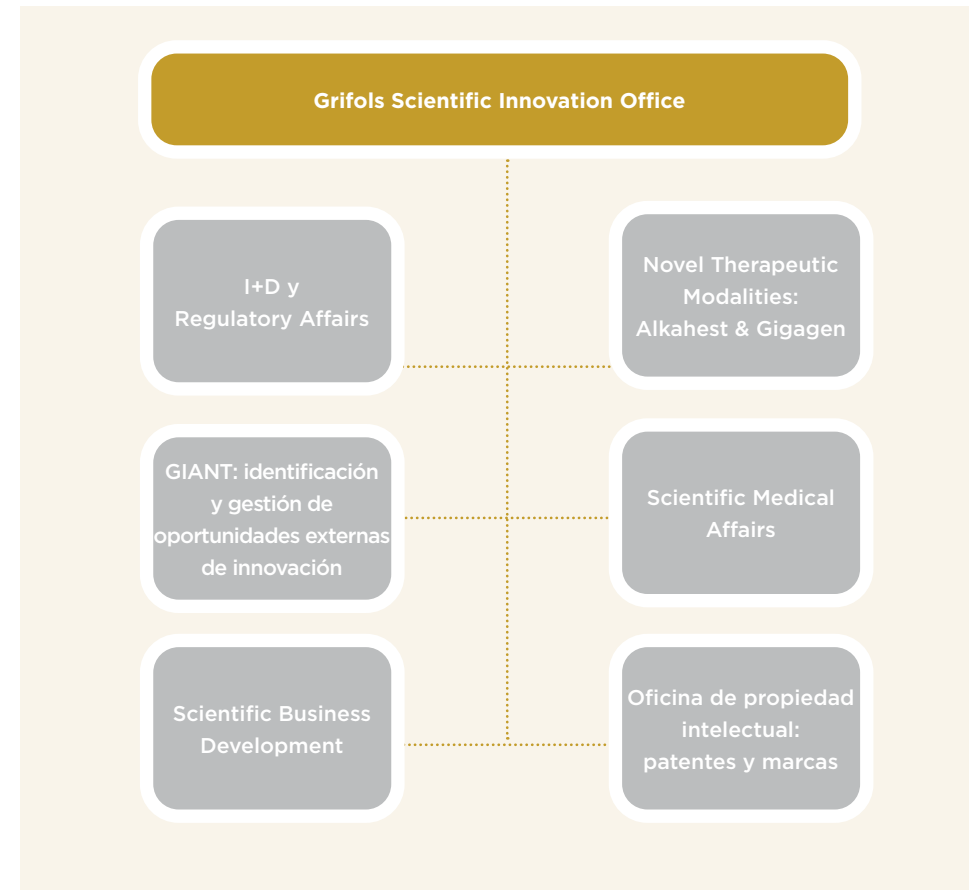 Grifols Scientific Innovation Office
I+D y
Regulatory Affairs
Novel Therapeutic
Modalities:
Alkahest & Gigagen
GIANT: identificación
y gestión de
oportunidades externas
de innovación
Scientific Medical
Affairs
Scientific Business
Development
Oficina de propiedad
intelectual:
patentes y marcas